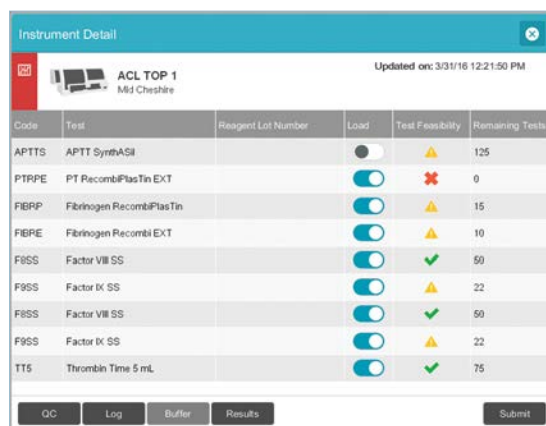 Instrument Detail
ACL TOP 1
Mid Cheshire
Updated on: 3/31/16 12:21:50 PM
Code Test Reagent Lot Number Load Test Feasibility Remaining Tests
APTTS APTT SynthASil 125
PTRPE PT RecombiPlasTin EXT 0
FIBRP Fibrinogen RecombiPlasTin 15
FIBRE Fibrinogen Recombi EXT 10
F8SS Factor VIII SS 50
F9SS Factor IX SS 22
F8SS Factor VIII SS 50
F9SS Factor IX SS 22
TT5 Thrombin Time 5 mL 75
QC Log Buffer Results Submit